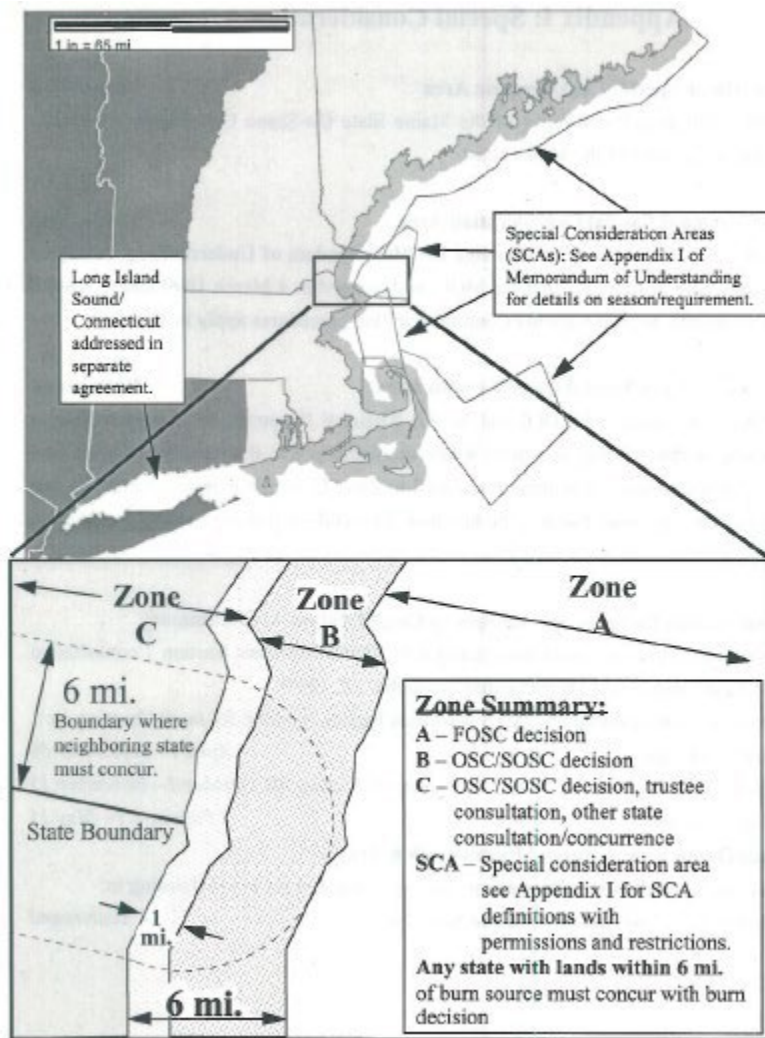 1 in = 65 mi
Long Island
Sound/
Connecticut
addressed in
separate
agreement.
Special Consideration Areas
(SCAs): See Appendix I of
Memorandum of Understanding
for details on season/requirement.
Zone
C
Zone
B
Zone
A
6 mi.
Boundary where
neighboring state
must concur.
State Boundary
1
mi.
6 mi.
Zone Summary:
A – FOSC decision
B – OSC/SOSC decision
C – OSC/SOSC decision, trustee
consultation, other state
consultation/concurrence
SCA – Special consideration area
see Appendix I for SCA
definitions with
permissions and restrictions.
Any state with lands within 6 mi.
of burn source must concur with burn
decision